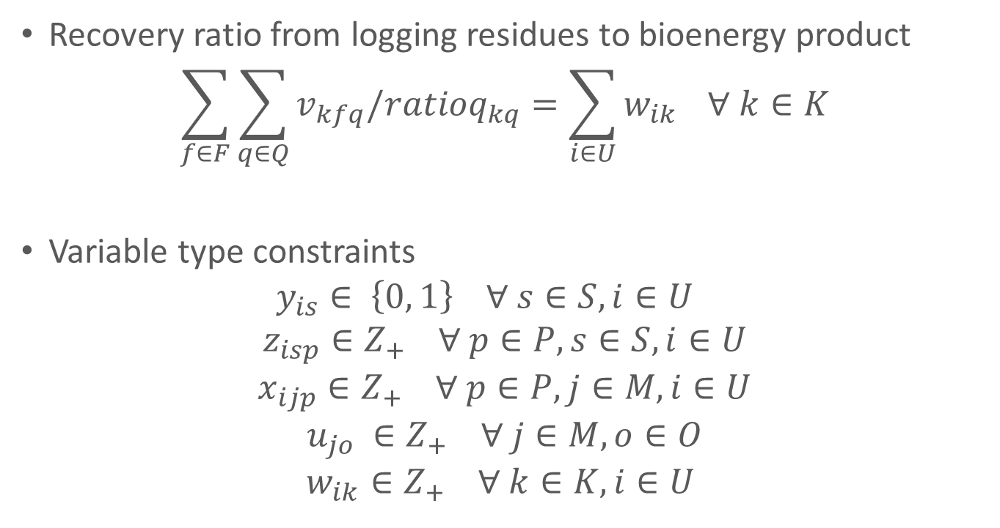 • Recovery ratio from logging residues to bioenergy product
∑_{f∈F} ∑_{q∈Q} v_{kfq}/ratioq_{kq} = ∑_{i∈U} w_{ik} ∀ k ∈ K
• Variable type constraints
y_{is} ∈ {0, 1} ∀ s ∈ S, i ∈ U
z_{isp} ∈ Z_+ ∀ p ∈ P, s ∈ S, i ∈ U
x_{ijp} ∈ Z_+ ∀ p ∈ P, j ∈ M, i ∈ U
u_{jo} ∈ Z_+ ∀ j ∈ M, o ∈ O
w_{ik} ∈ Z_+ ∀ k ∈ K, i ∈ U